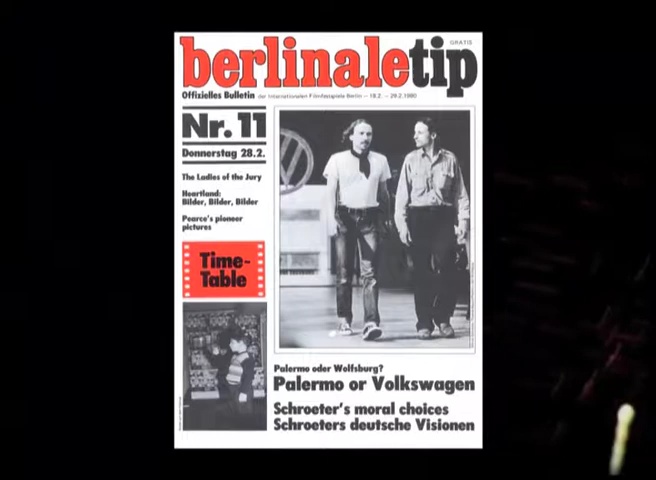 GRATIS
berlinaletip
Offizielles Bulletin der Internationalen Filmfestspiele Berlin – 18.2. – 29.2.1980
Nr. 11
Donnerstag 28.2.
The Ladies of the Jury
Heartland:
Bilder, Bilder, Bilder
Pearce's pioneer
pictures
Time-
Table
Palermo oder Wolfsburg?
Palermo or Volkswagen
Schroeter's moral choices
Schroeters deutsche Visionen